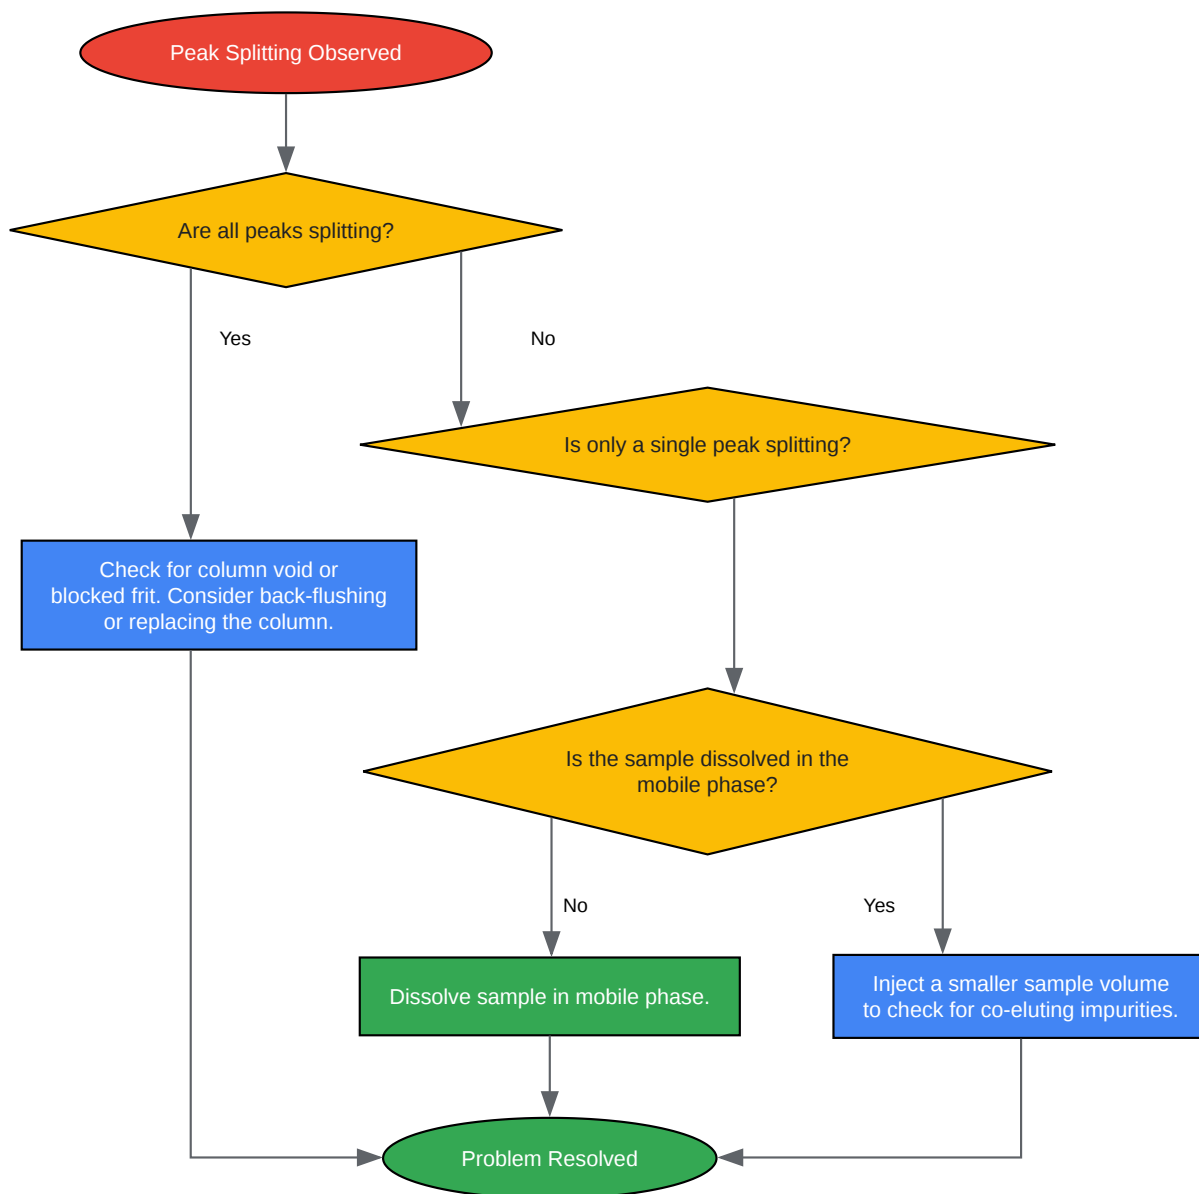 Peak Splitting Observed
Are all peaks splitting?
Yes
No
Is only a single peak splitting?
Check for column void or
blocked frit. Consider back-flushing
or replacing the column.
Is the sample dissolved in the
mobile phase?
No
Yes
Dissolve sample in mobile phase.
Inject a smaller sample volume
to check for co-eluting impurities.
Problem Resolved